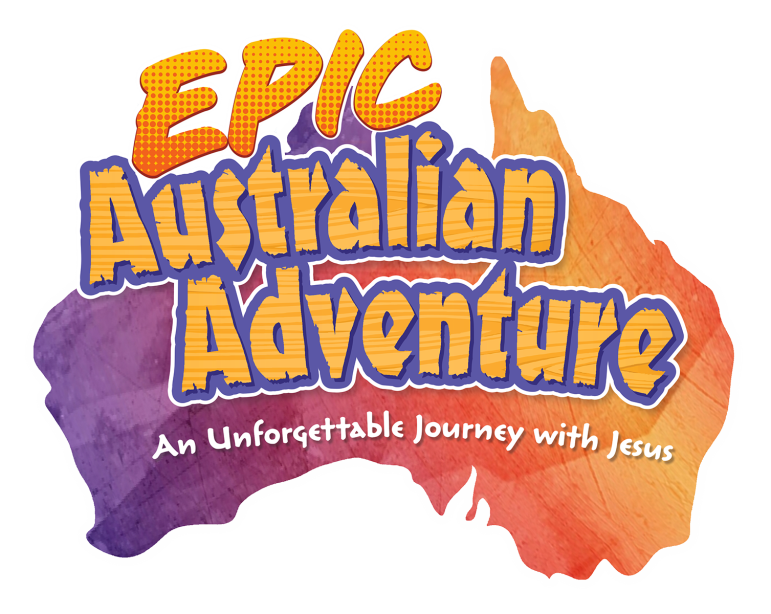 EPIC
Australian
Adventure
An Unforgettable Journey with Jesus